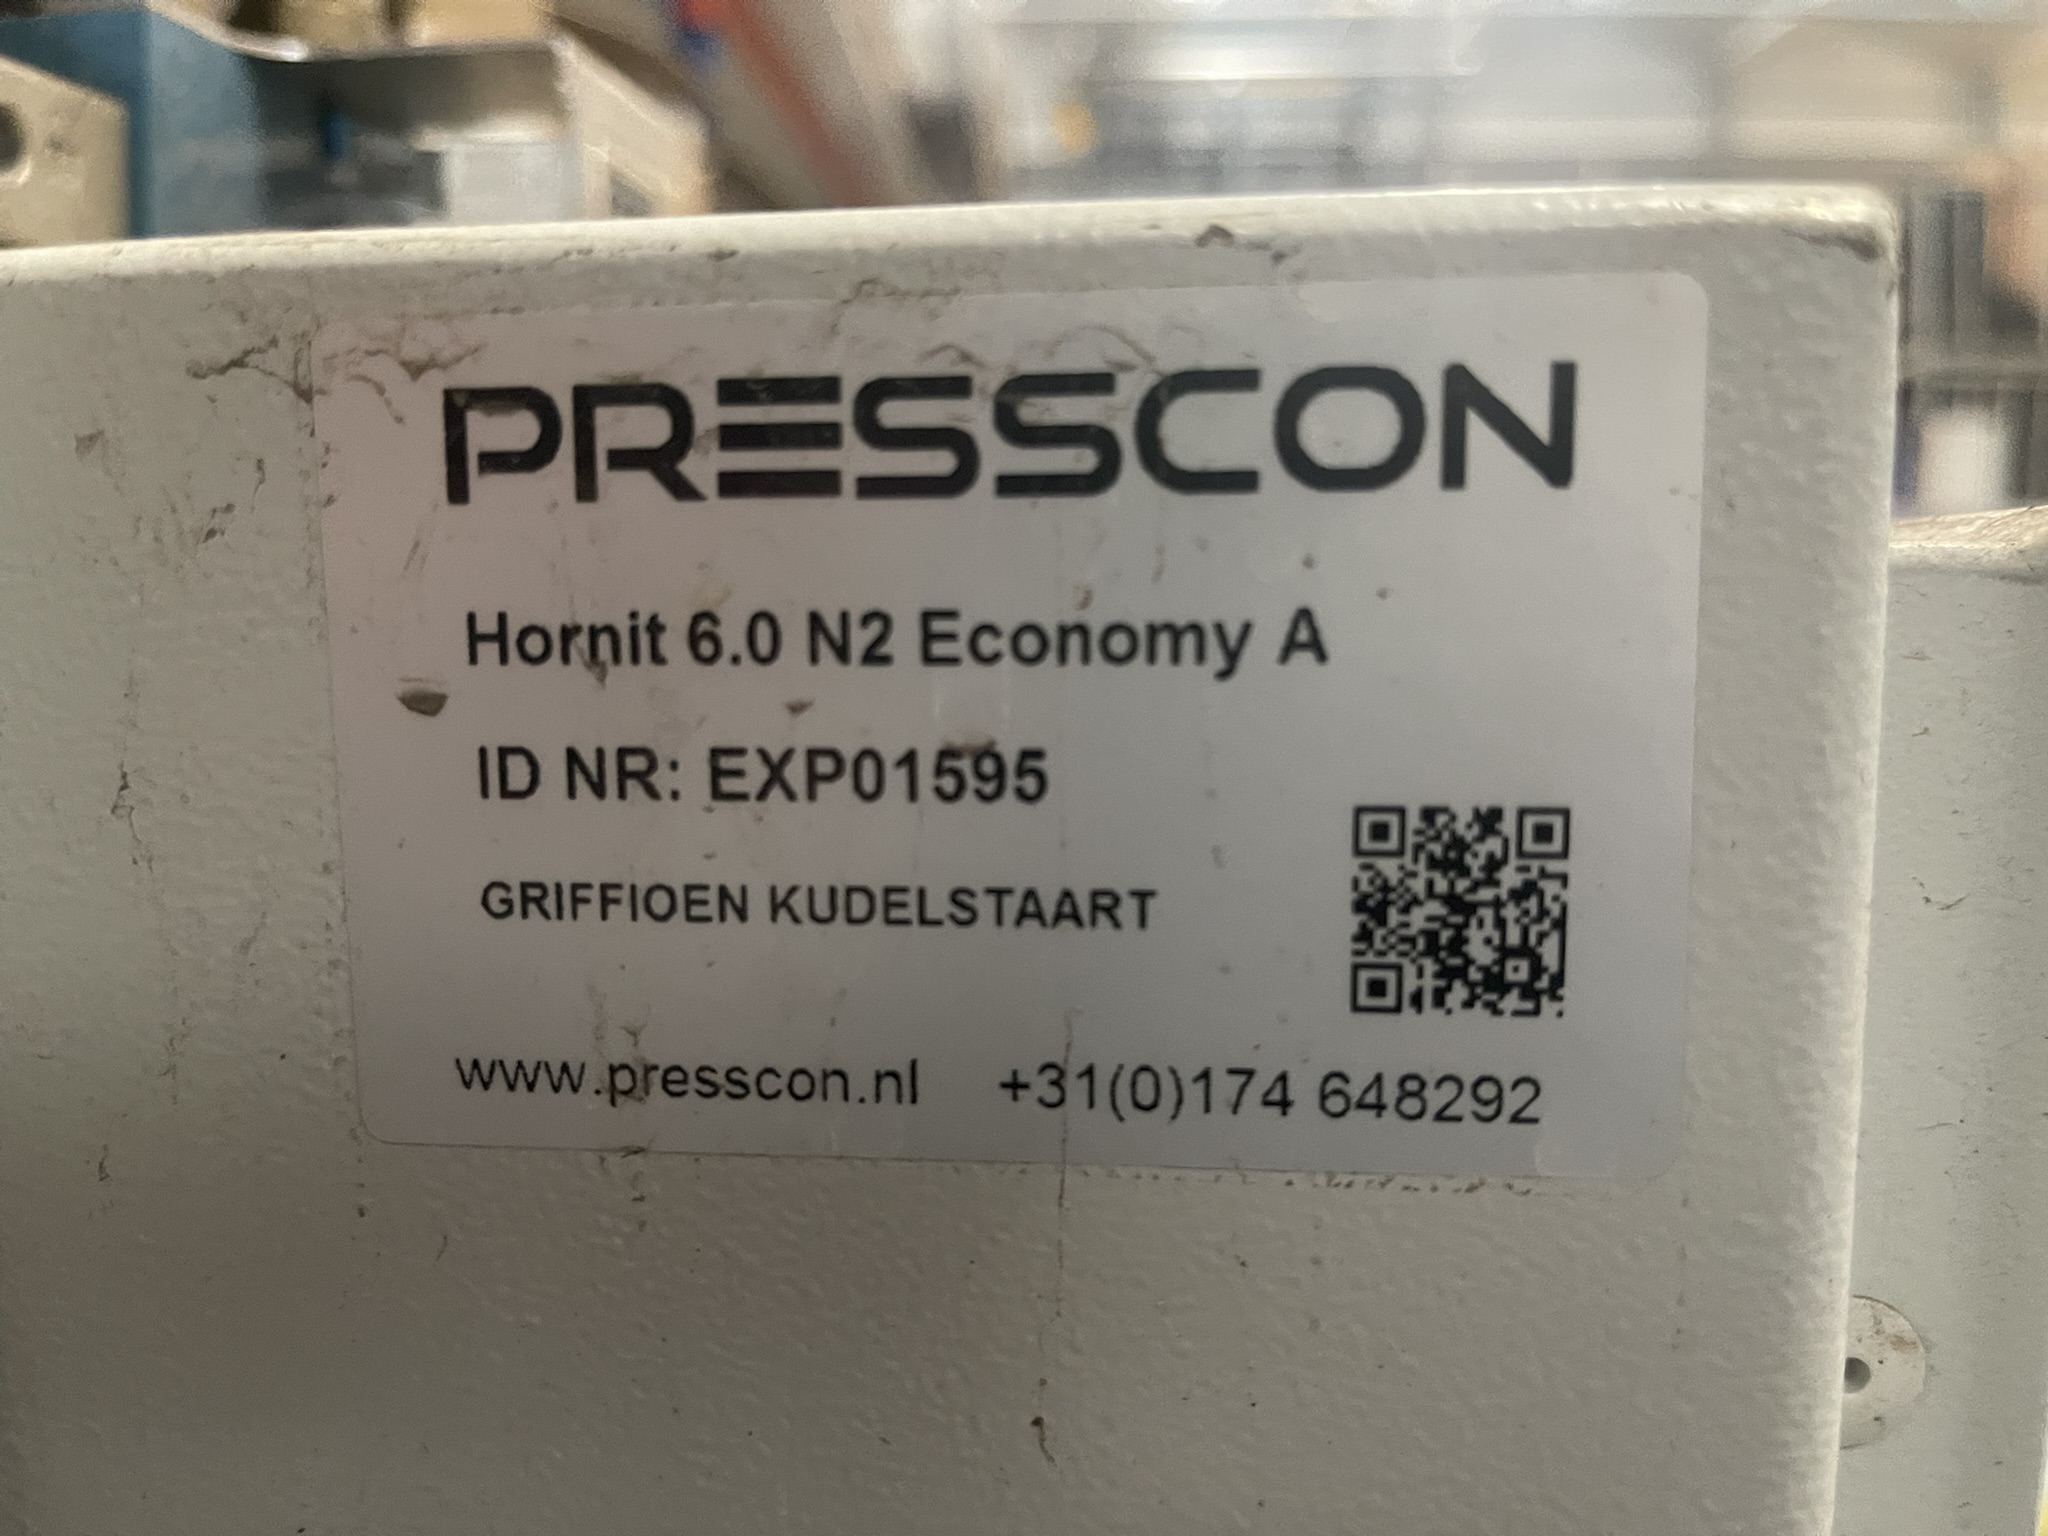 PRESSCON
Hornit 6.0 N2 Economy A
ID NR: EXP01595
GRIFFIOEN KUDELSTAART
www.presscon.nl +31(0)174 648292